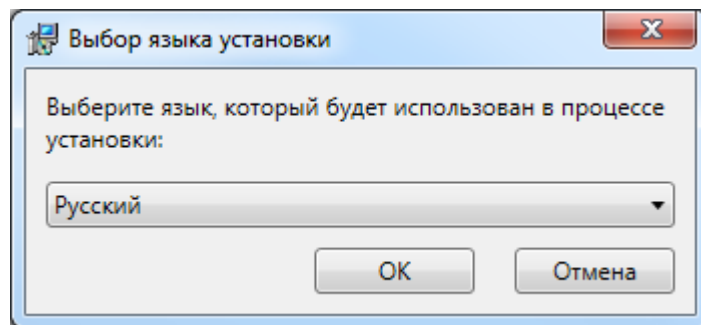 Выбор языка установки
Выберите язык, который будет использован в процессе
установки:
Русский
OK
Отмена